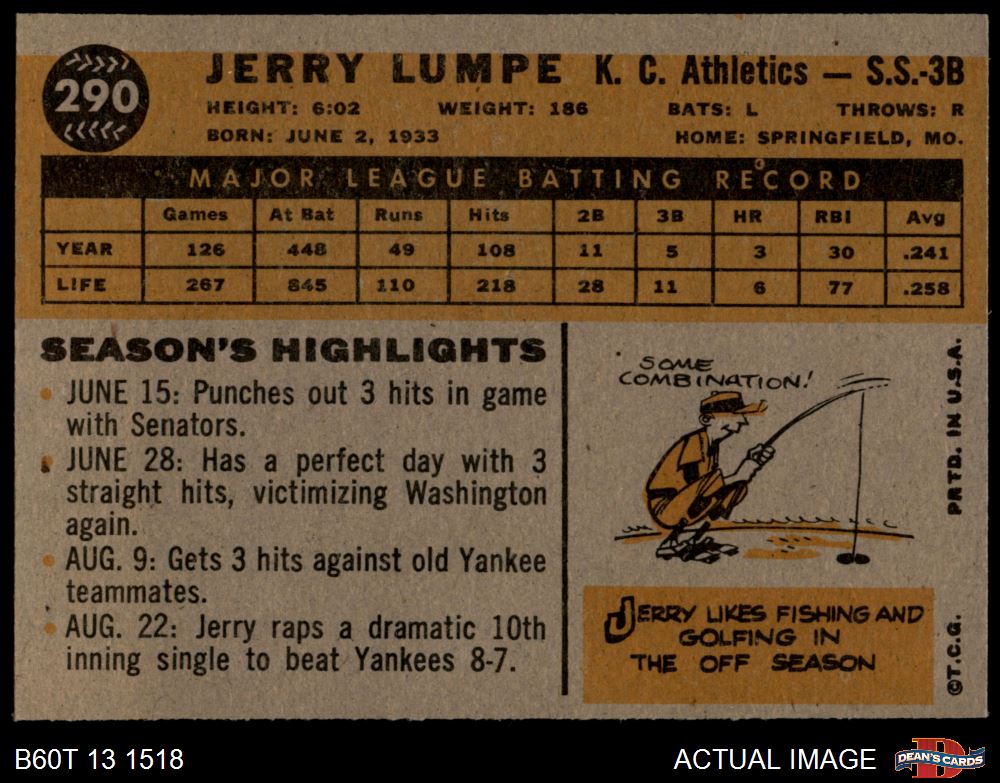 290
JERRY LUMPE K. C. Athletics — S.S.-3B
HEIGHT: 6:02 WEIGHT: 186 BATS: L THROWS: R
BORN: JUNE 2, 1933 HOME: SPRINGFIELD, MO.
MAJOR LEAGUE BATTING RECORD
Games At Bat Runs Hits 2B 3B HR RBI Avg
YEAR 126 448 49 108 11 5 3 30 .241
LIFE 267 845 110 218 28 11 6 77 .258
SEASON'S HIGHLIGHTS
• JUNE 15: Punches out 3 hits in game
with Senators.
• JUNE 28: Has a perfect day with 3
straight hits, victimizing Washington
again.
• AUG. 9: Gets 3 hits against old Yankee
teammates.
• AUG. 22: Jerry raps a dramatic 10th
inning single to beat Yankees 8-7.
SOME
COMBINATION!
JERRY LIKES FISHING AND
GOLFING IN
THE OFF SEASON
©T.C.G. PRTD. IN U.S.A.
B60T 13 1518 ACTUAL IMAGE
DEAN'S CARDS